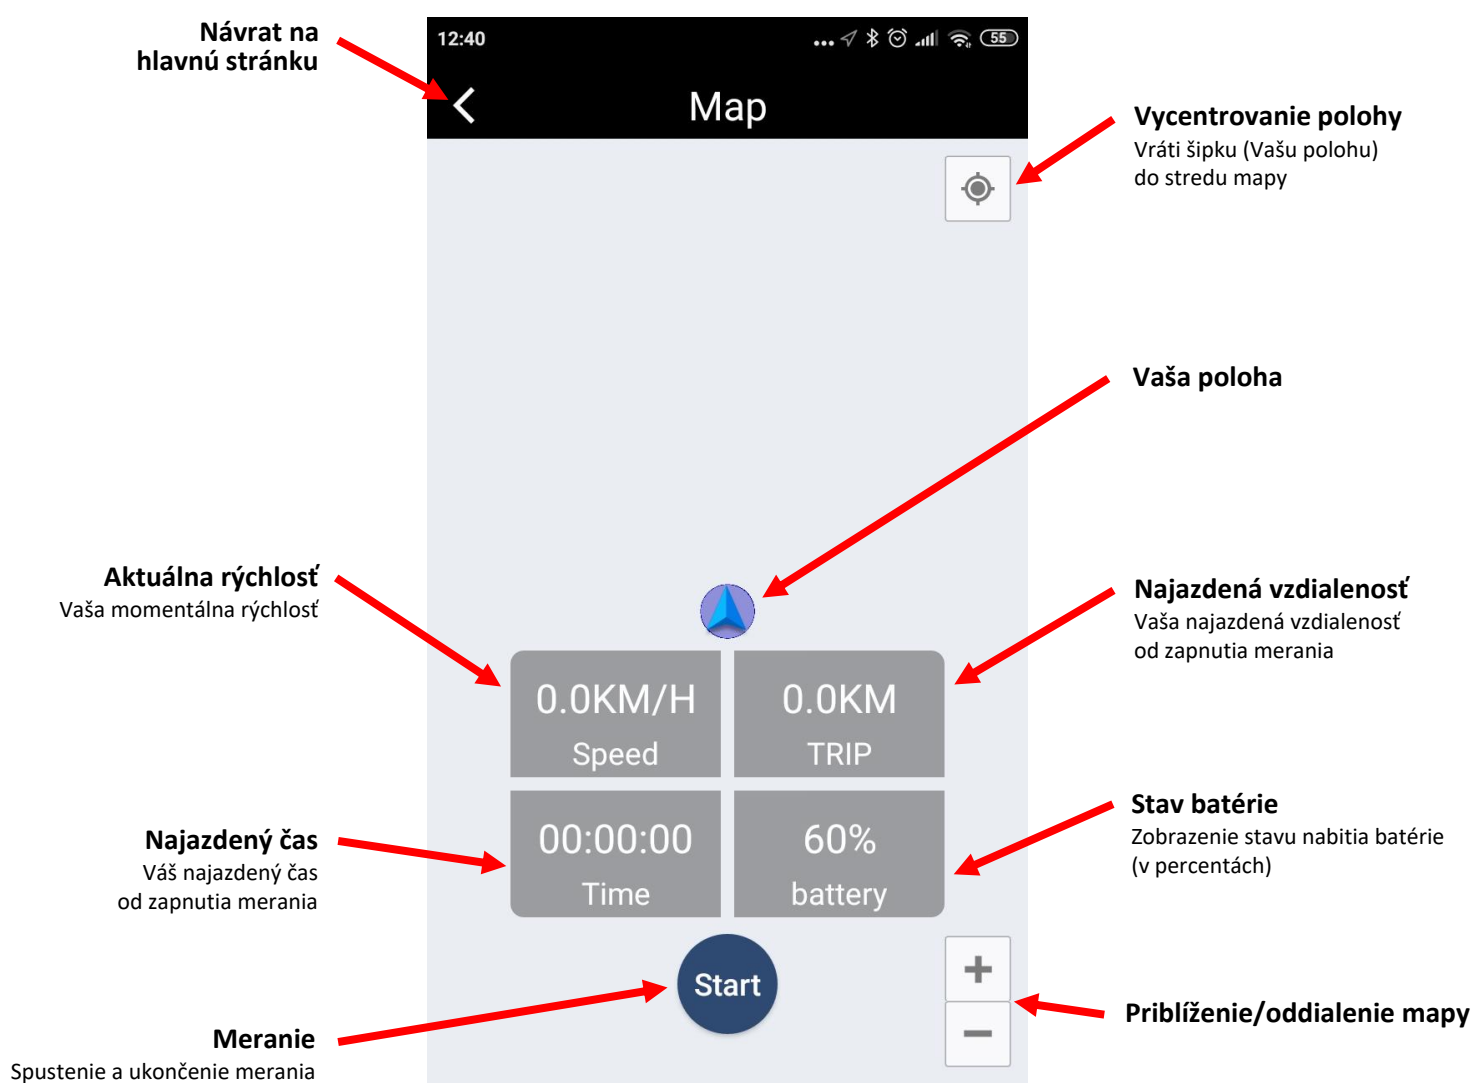 Návrat na
hlavnú stránku
12:40
55
Map
Vycentrovanie polohy
Vráti šípku (Vašu polohu)
do stredu mapy
Vaša poloha
Aktuálna rýchlosť
Vaša momentálna rýchlosť
Najazdená vzdialenosť
Vaša najazdená vzdialenosť
od zapnutia merania
0.0KM/H
Speed
0.0KM
TRIP
Najazdený čas
Váš najazdený čas
od zapnutia merania
00:00:00
Time
60%
battery
Stav batérie
Zobrazenie stavu nabitia batérie
(v percentách)
Start
+
−
Meranie
Spustenie a ukončenie merania
Priblíženie/oddialenie mapy